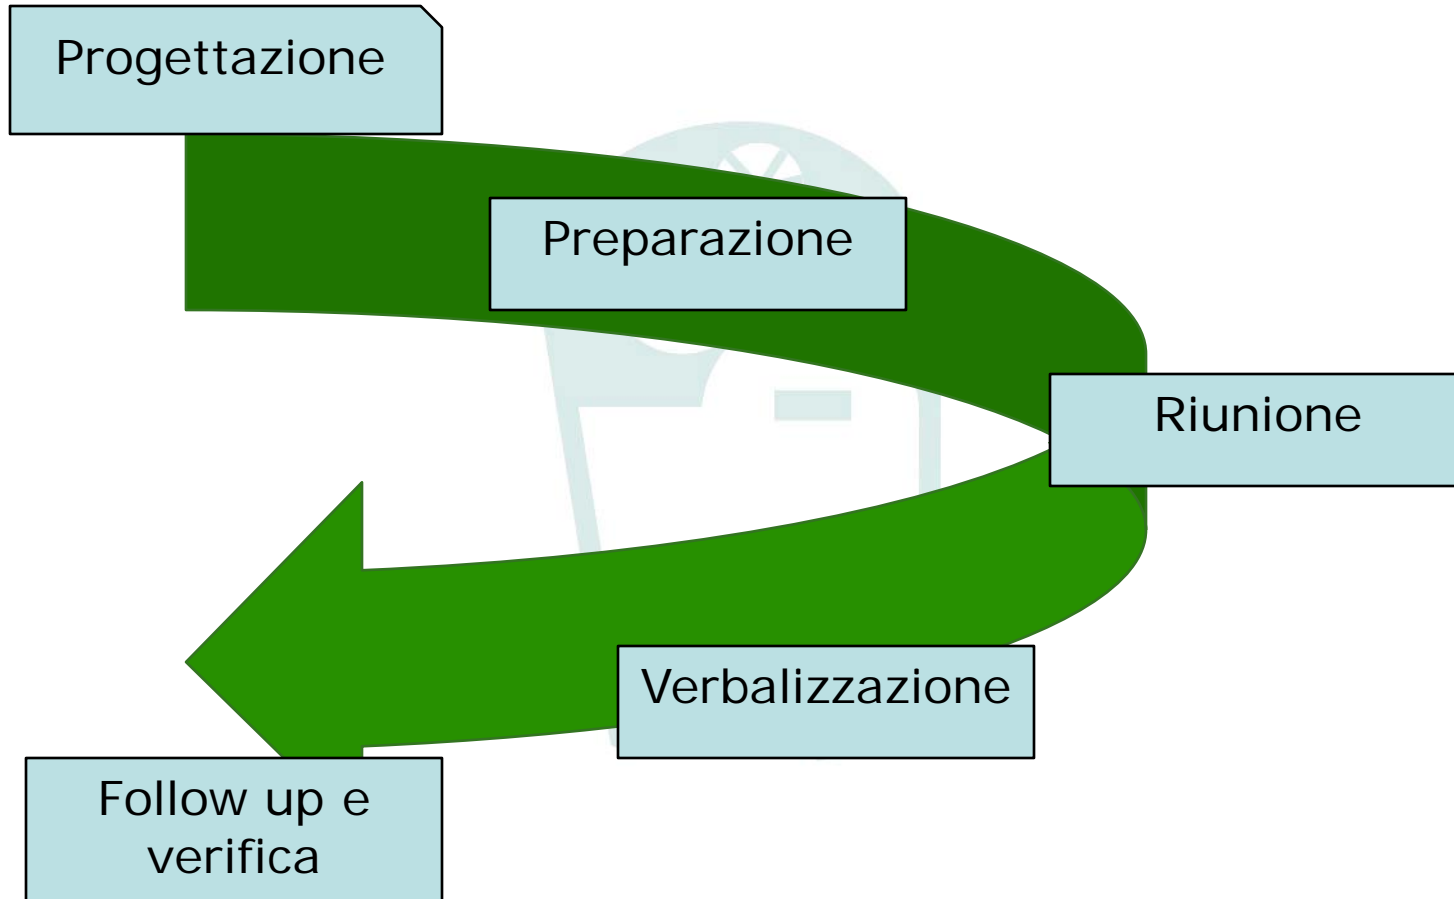 Progettazione
Preparazione
Riunione
Verbalizzazione
Follow up e
verifica